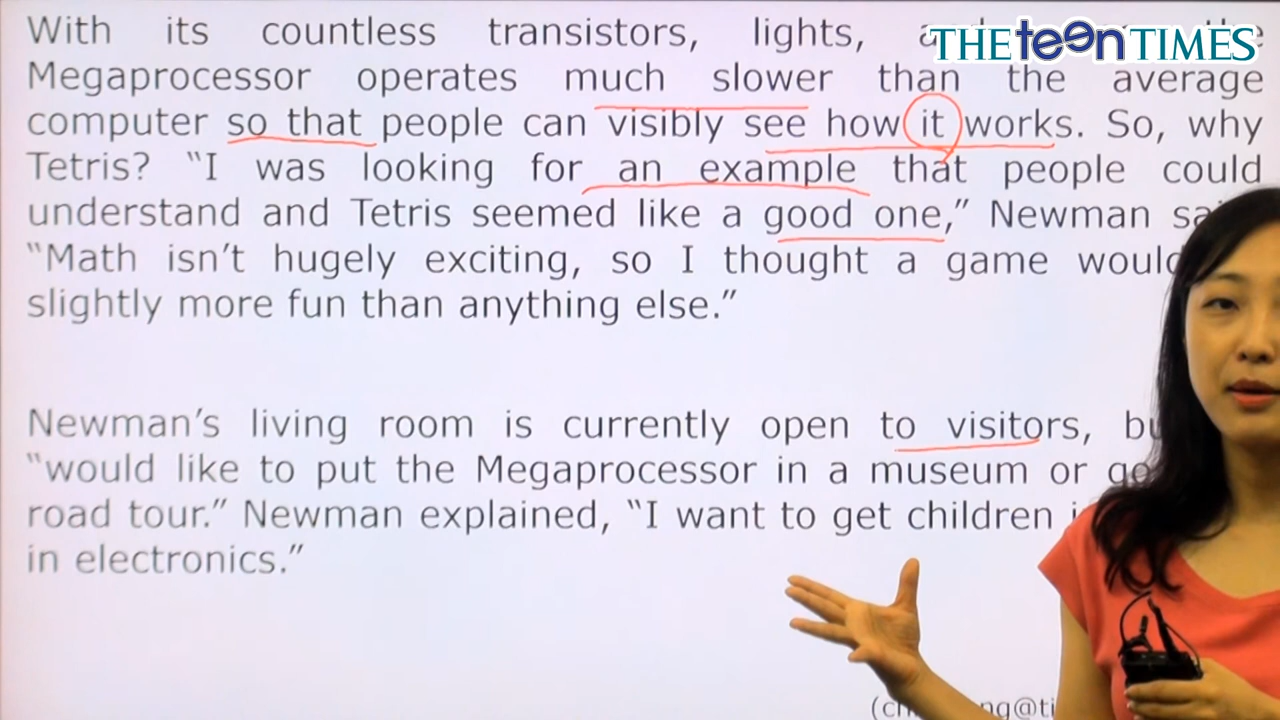 THE teen TIMES
With its countless transistors, lights,
Megaprocessor operates much slower than the average
computer so that people can visibly see how it works. So, why
Tetris? “I was looking for an example that people could
understand and Tetris seemed like a good one,” Newman
“Math isn’t hugely exciting, so I thought a game
slightly more fun than anything else.”
Newman’s living room is currently open to visitors,
“would like to put the Megaprocessor in a museum or
road tour.” Newman explained, “I want to get children
in electronics.”